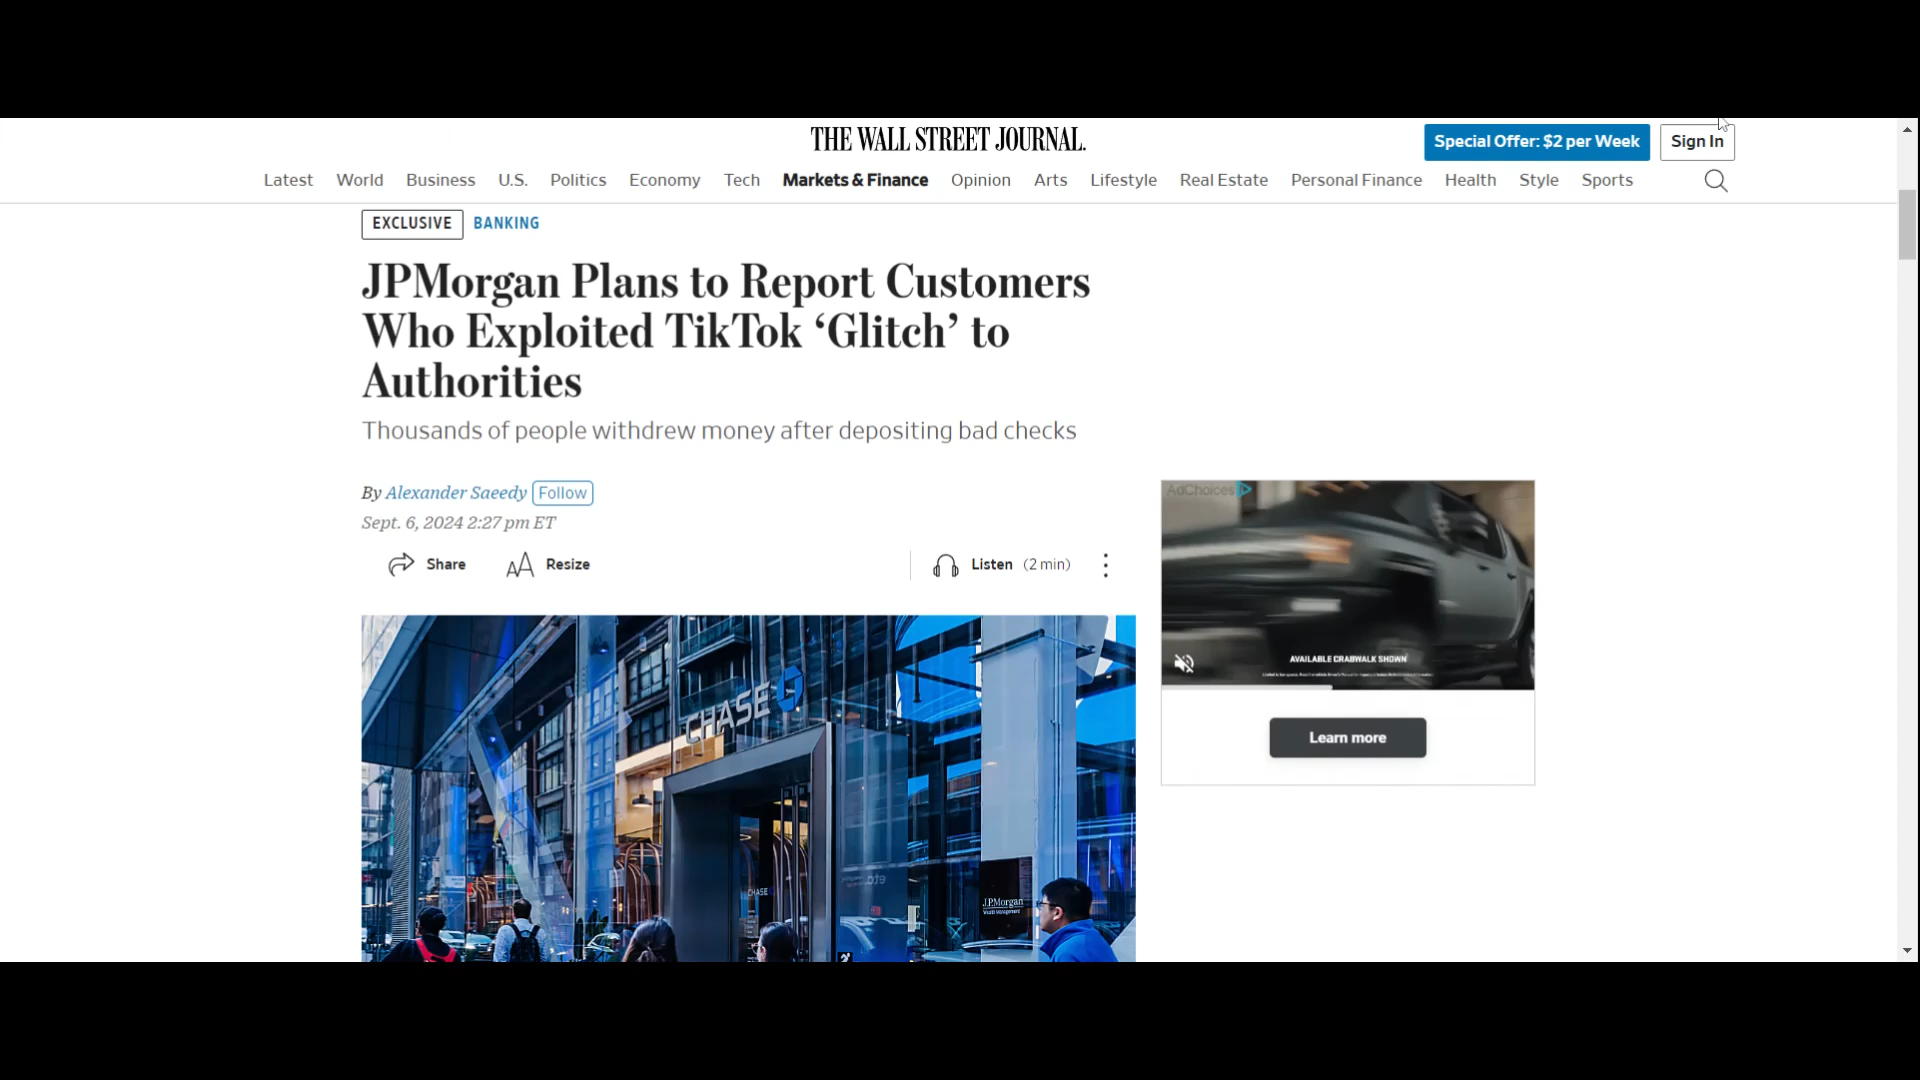 THE WALL STREET JOURNAL.
Special Offer: $2 per Week
Sign In
Latest World Business U.S. Politics Economy Tech Markets & Finance Opinion Arts Lifestyle Real Estate Personal Finance Health Style Sports
EXCLUSIVE BANKING
JPMorgan Plans to Report Customers
Who Exploited TikTok ‘Glitch’ to
Authorities
Thousands of people withdrew money after depositing bad checks
By Alexander Saeedy Follow
Sept. 6, 2024 2:27 pm ET
Share Resize Listen (2 min)
AdChoices
AVAILABLE CRABWALK SHOWN
Learn more
CHASE
CHASE
J.P.Morgan